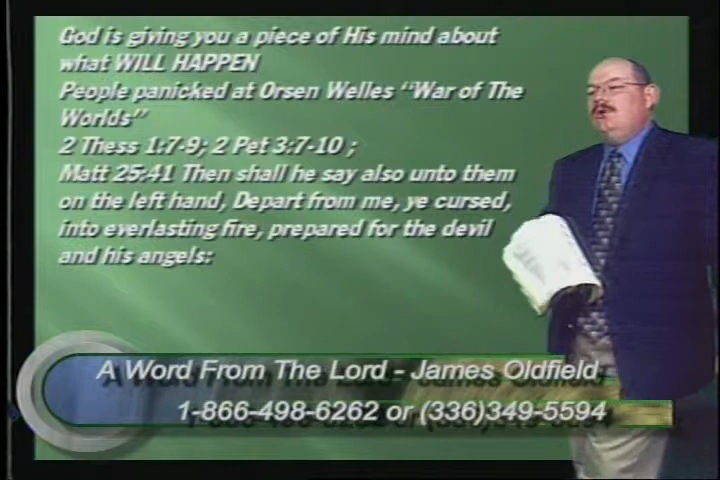 God is giving you a piece of His mind about
what WILL HAPPEN
People panicked at Orsen Welles "War of The
Worlds"
2 Thess 1:7-9; 2 Pet 3:7-10 ;
Matt 25:41 Then shall he say also unto them
on the left hand, Depart from me, ye cursed,
into everlasting fire, prepared for the devil
and his angels:
A Word From The Lord - James Oldfield
1-866-498-6262 or (336)349-5594